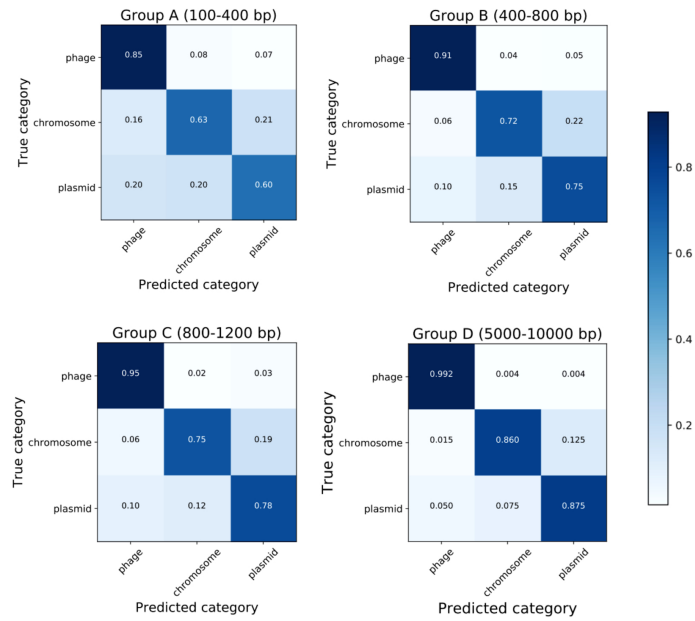 Group A (100-400 bp)
True category
phage
0.85 0.08 0.07
chromosome
0.16 0.63 0.21
plasmid
0.20 0.20 0.60
phage chromosome plasmid
Predicted category
Group B (400-800 bp)
True category
phage
0.91 0.04 0.05
chromosome
0.06 0.72 0.22
plasmid
0.10 0.15 0.75
phage chromosome plasmid
Predicted category
Group C (800-1200 bp)
True category
phage
0.95 0.02 0.03
chromosome
0.06 0.75 0.19
plasmid
0.10 0.12 0.78
phage chromosome plasmid
Predicted category
Group D (5000-10000 bp)
True category
phage
0.992 0.004 0.004
chromosome
0.015 0.860 0.125
plasmid
0.050 0.075 0.875
phage chromosome plasmid
Predicted category
0.8
0.6
0.4
0.2